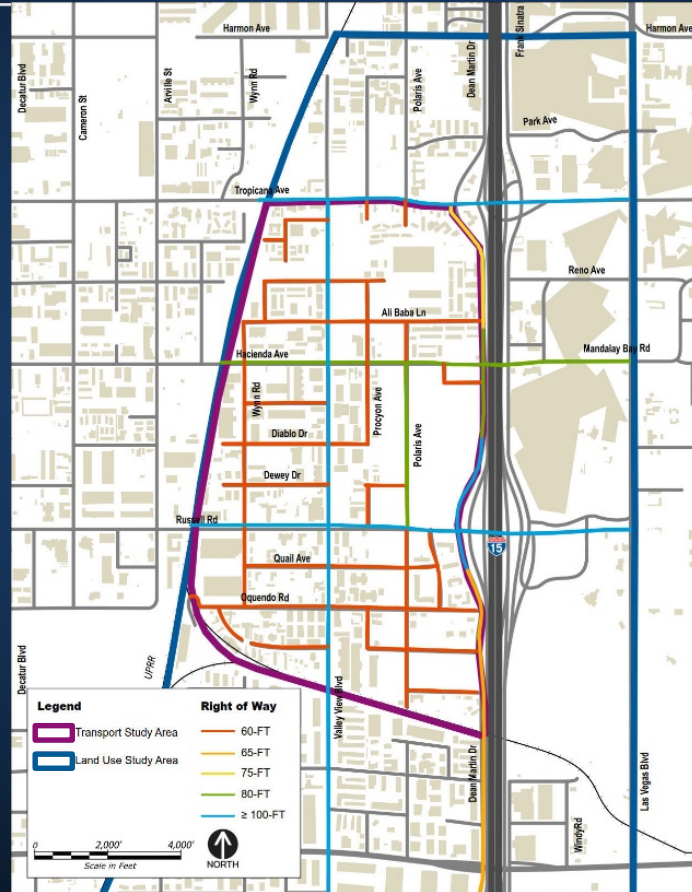 Harmon Ave
Harmon Ave
Decatur Blvd
Cameron St
Arville St
Wynn Rd
Polaris Ave
Dean Martin Dr
Frank Sinatra
Park Ave
Tropicana Ave
Reno Ave
Ali Baba Ln
Hacienda Ave
Mandalay Bay Rd
Wynn Rd
Procyon Ave
Diablo Dr
Polaris Ave
Dewey Dr
Russell Rd
15
Quail Ave
Oquendo Rd
Decatur Blvd
UPRR
Valley View Blvd
Dean Martin Dr
WindyRd
Las Vegas Blvd
Legend
Transport Study Area
Land Use Study Area
Right of Way
60-FT
65-FT
75-FT
80-FT
≥ 100-FT
0 2,000' 4,000'
Scale in Feet
NORTH